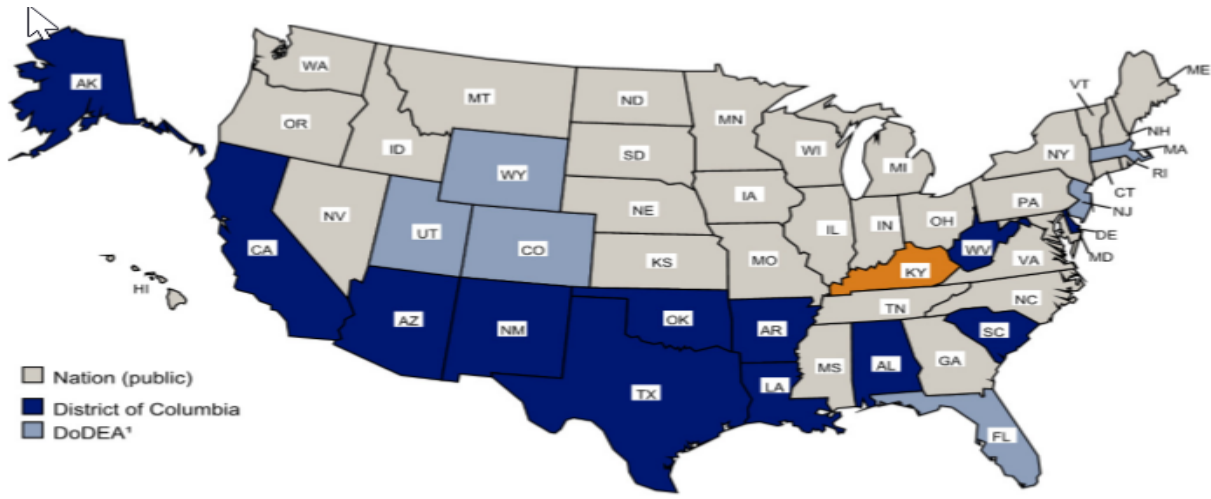 AK
WA
MT
ND
MN
OR
ID
SD
WI
MI
NY
VT
ME
NH
MA
RI
CT
NJ
WY
NE
IA
PA
NV
UT
CO
IL
IN
OH
DE
MD
CA
KS
MO
KY
WV
VA
HI
AZ
NM
OK
AR
TN
NC
SC
TX
LA
MS
AL
GA
FL
Nation (public)
District of Columbia
DoDEA¹